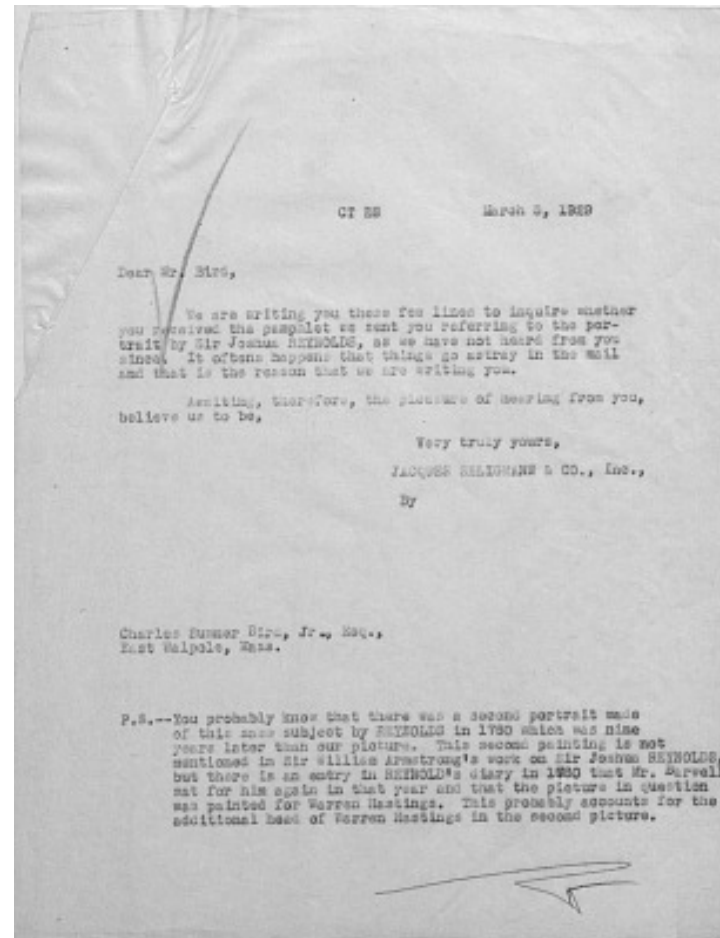 CT ES March 5, 1929
Dear Mr. Bird,
We are writing you these few lines to inquire whether
you received the pamphlet we sent you referring to the por-
trait by Sir Joshua REYNOLDS, as we have not heard from you
since. It oftens happens that things go astray in the mail
and that is the reason that we are writing you.
Awaiting, therefore, the pleasure of hearing from you,
believe us to be,
Very truly yours,
JACQUES SELIGMANN & CO., Inc.,
By
Charles Sumner Bird, Jr., Esq.,
East Walpole, Mass.
P.S.--You probably know that there was a second portrait made
of this same subject by REYNOLDS in 1780 which was nine
years later than our picture. This second painting is not
mentioned in Sir William Armstrong's work on Sir Joshua REYNOLDS,
but there is an entry in REYNOLD's diary in 1780 that Mr. Barwell
sat for him again in that year and that the picture in question
was painted for Warren Hastings. This probably accounts for the
additional head of Warren Hastings in the second picture.